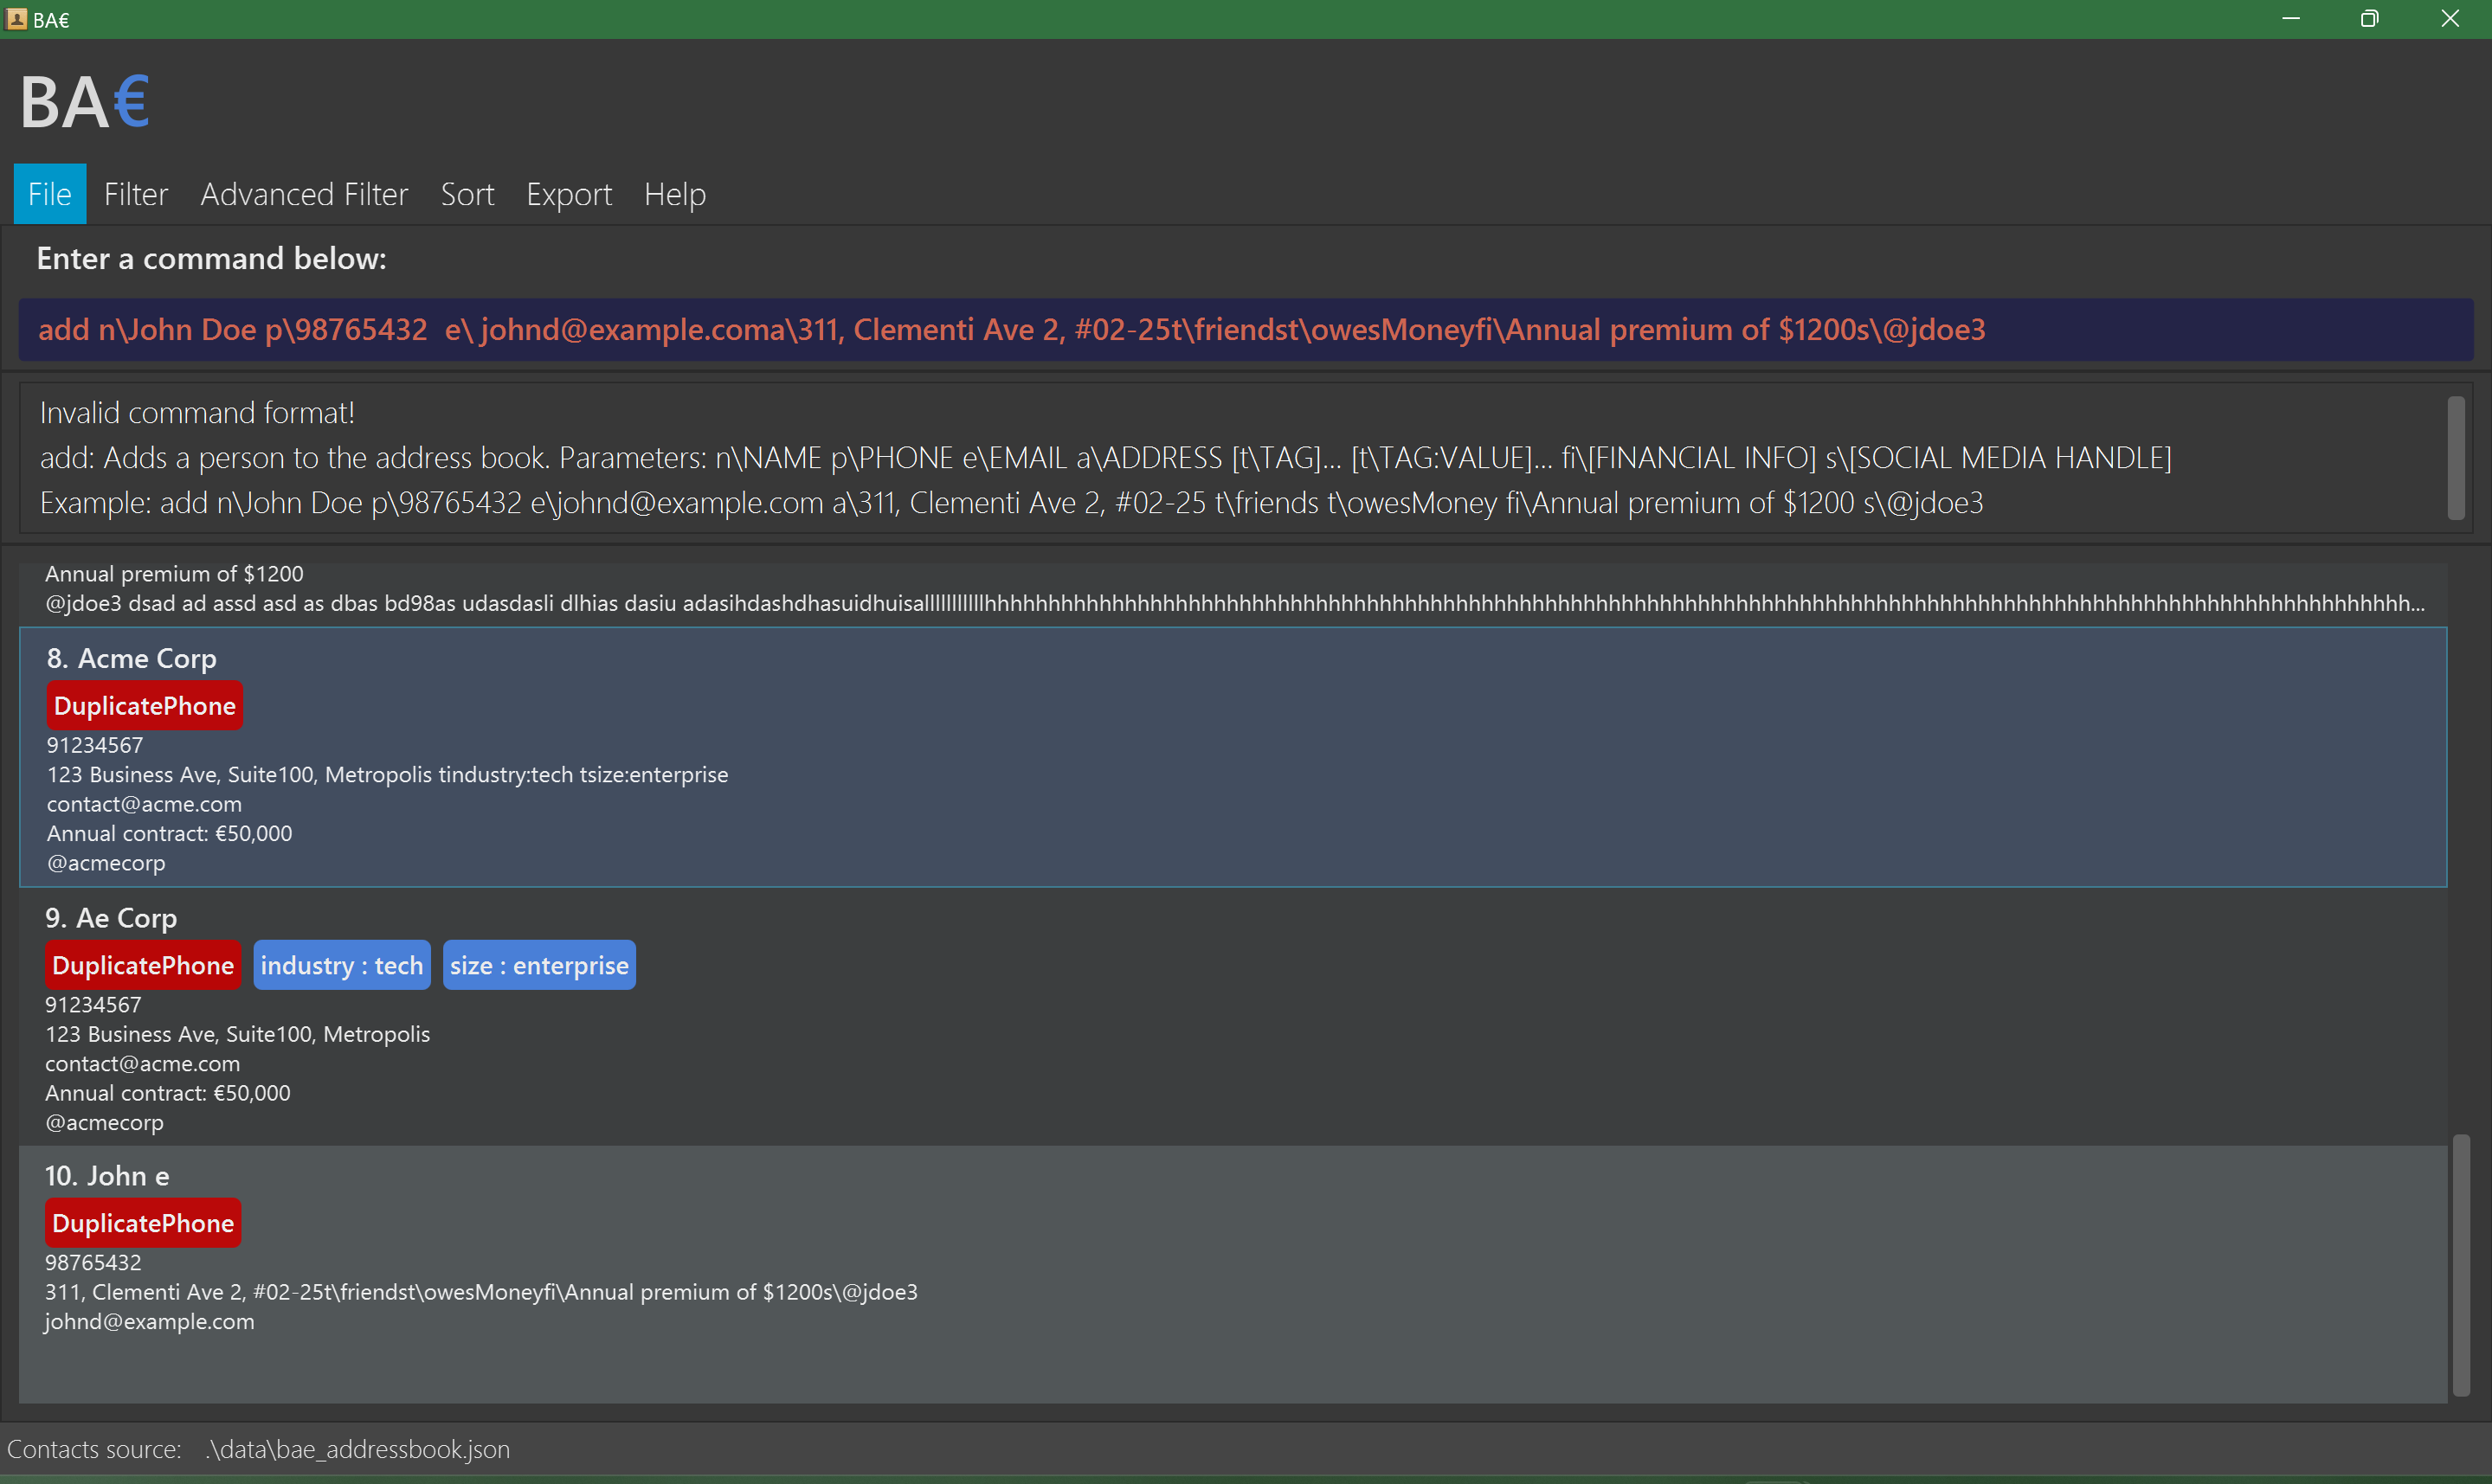 BA€
BA€
File Filter Advanced Filter Sort Export Help
Enter a command below:
add n\John Doe p\98765432  e\ johnd@example.coma\311, Clementi Ave 2, #02-25t\friendst\owesMoneyfi\Annual premium of $1200s\@jdoe3
Invalid command format!
add: Adds a person to the address book. Parameters: n\NAME p\PHONE e\EMAIL a\ADDRESS [t\TAG]... [t\TAG:VALUE]... fi\[FINANCIAL INFO] s\[SOCIAL MEDIA HANDLE]
Example: add n\John Doe p\98765432 e\johnd@example.com a\311, Clementi Ave 2, #02-25 t\friends t\owesMoney fi\Annual premium of $1200 s\@jdoe3
Annual premium of $1200
@jdoe3 dsad ad assd asd as dbas bd98as udasdasli dlhias dasiu
8. Acme Corp
DuplicatePhone
91234567
123 Business Ave, Suite100, Metropolis tindustry:tech tsize:enterprise
contact@acme.com
Annual contract: €50,000
@acmecorp
9. Ae Corp
DuplicatePhone industry : tech size : enterprise
91234567
123 Business Ave, Suite100, Metropolis
contact@acme.com
Annual contract: €50,000
@acmecorp
10. John e
DuplicatePhone
98765432
311, Clementi Ave 2, #02-25t\friendst\owesMoneyfi\Annual premium of $1200s\@jdoe3
johnd@example.com
Contacts source: .\data\bae_addressbook.json